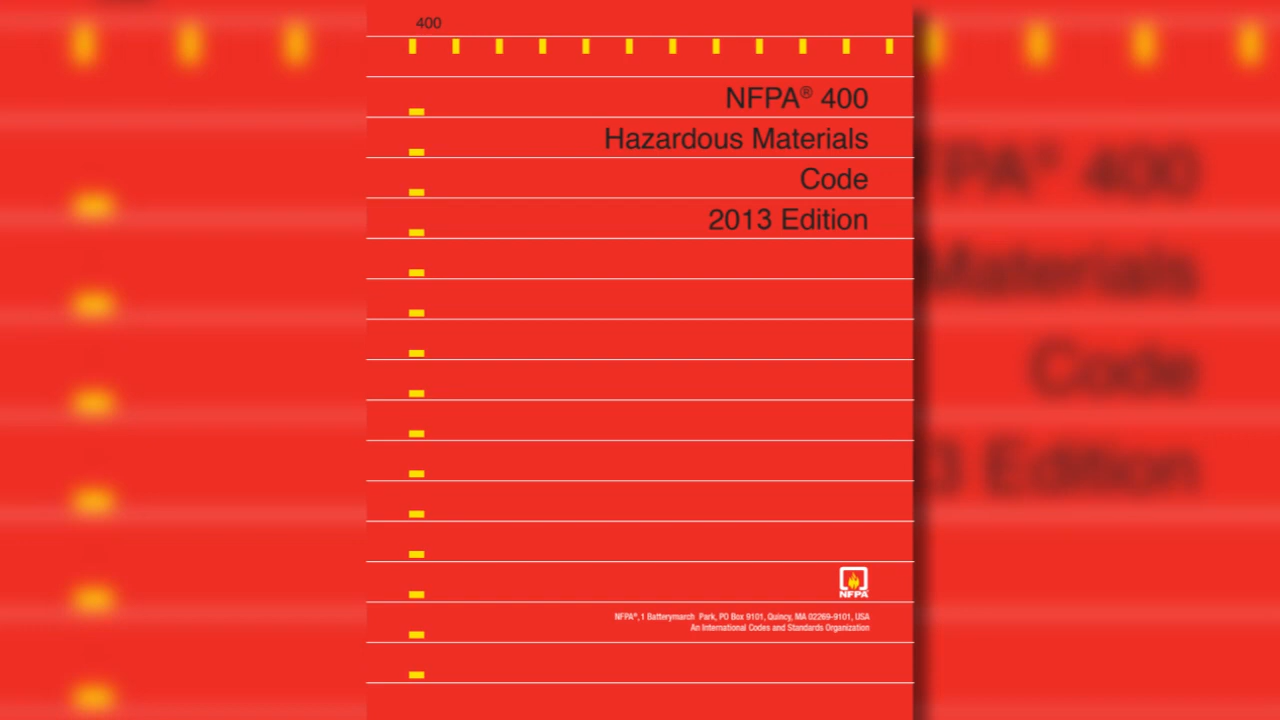 400
NFPA® 400
Hazardous Materials
Code
2013 Edition
NFPA
NFPA®, 1 Batterymarch Park, PO Box 9101, Quincy, MA 02269-9101, USA
An International Codes and Standards Organization